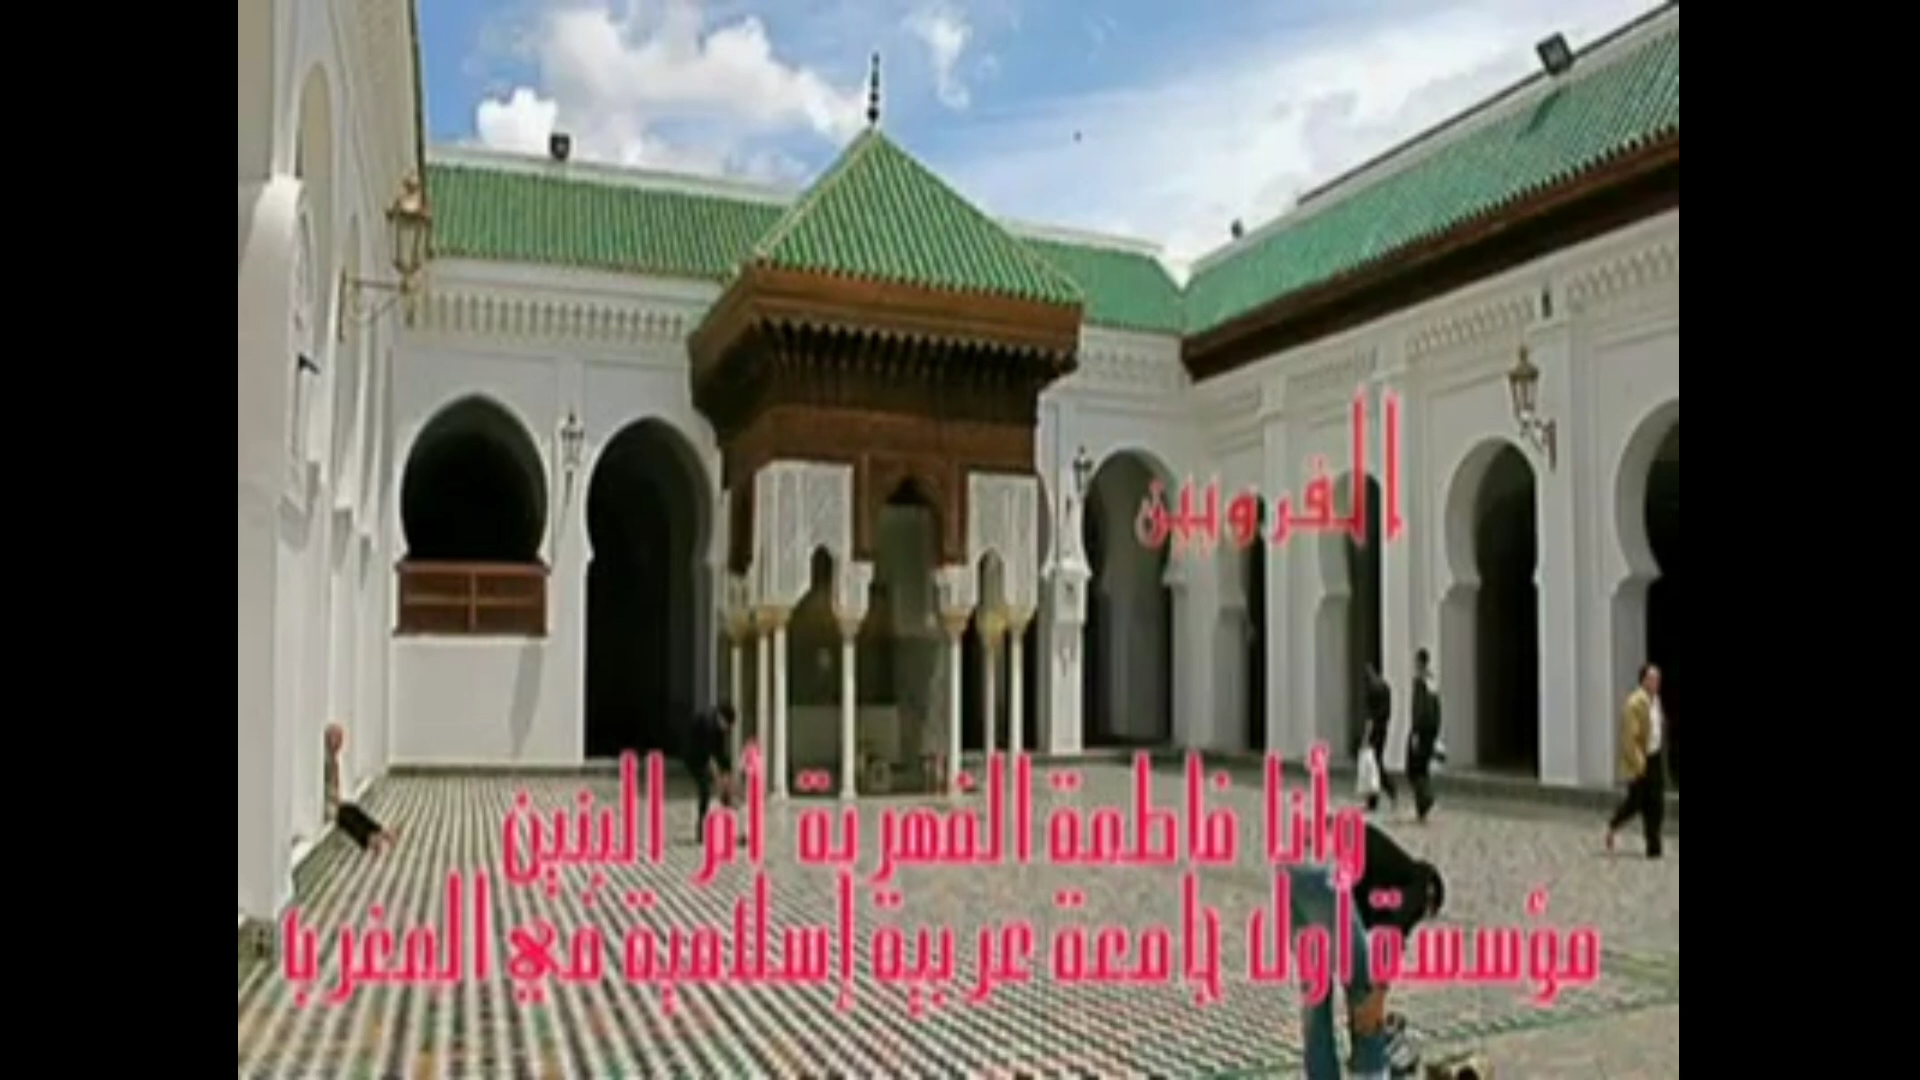 القرويين
وأنا فاطمة الفهرية أم البنين
مؤسسة أول جامعة عربية إسلامية في المغرب